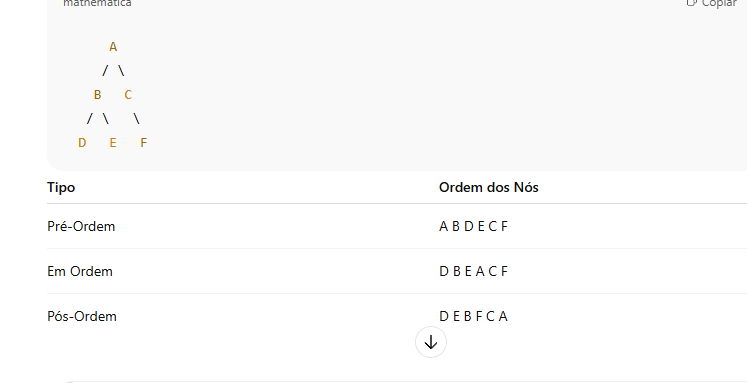 mathematica Copiar
A
/ \
B C
/ \ \
D E F
Tipo Ordem dos Nós
Pré-Ordem A B D E C F
Em Ordem D B E A C F
Pós-Ordem D E B F C A